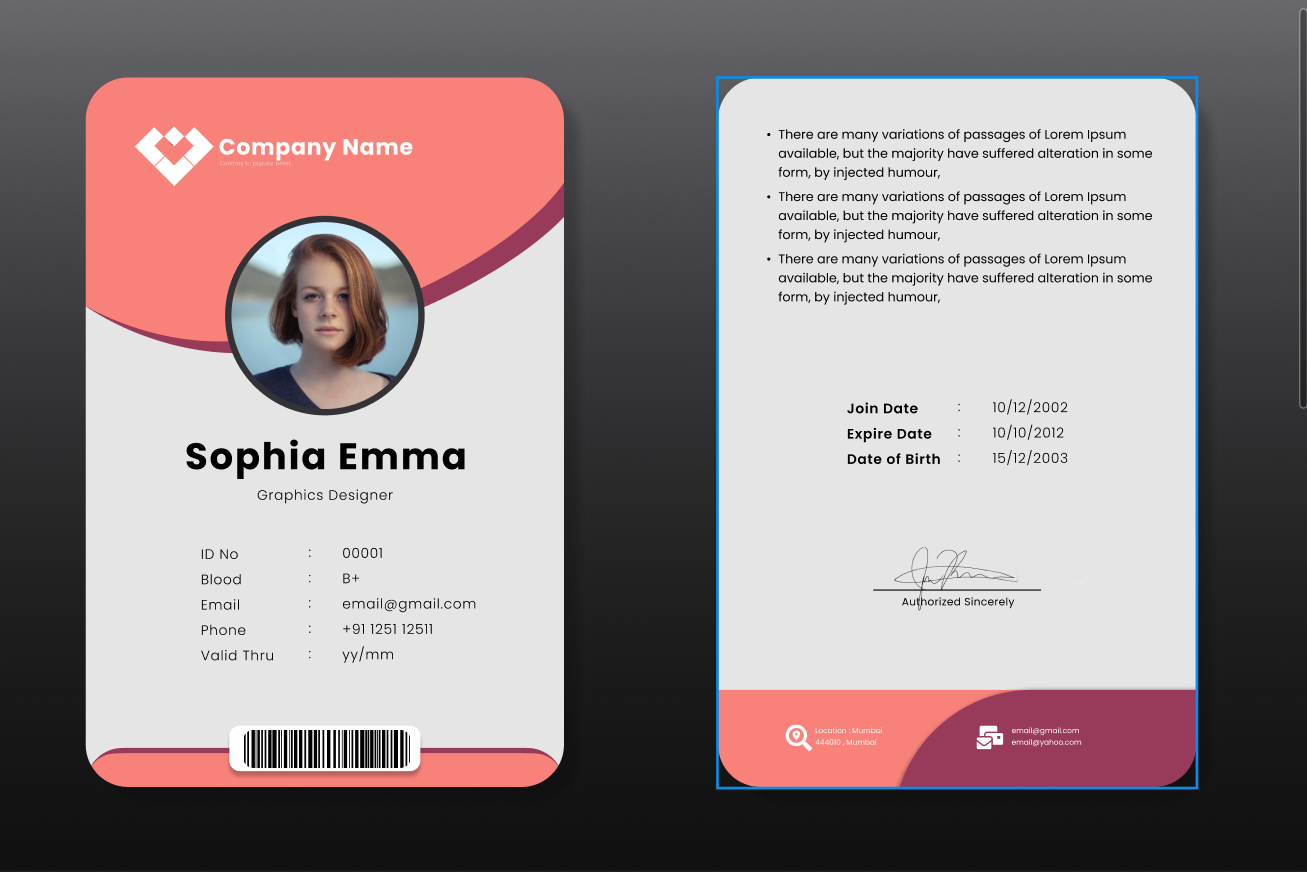 Company Name
Contrary to popular belief
Sophia Emma
Graphics Designer
ID No : 00001
Blood : B+
Email : email@gmail.com
Phone : +91 1251 12511
Valid Thru : yy/mm
• There are many variations of passages of Lorem Ipsum
available, but the majority have suffered alteration in some
form, by injected humour,
• There are many variations of passages of Lorem Ipsum
available, but the majority have suffered alteration in some
form, by injected humour,
• There are many variations of passages of Lorem Ipsum
available, but the majority have suffered alteration in some
form, by injected humour,
Join Date : 10/12/2002
Expire Date : 10/10/2012
Date of Birth : 15/12/2003
Authorized Sincerely
Location : Mumbai
444010 , Mumbai
email@gmail.com
email@yahoo.com